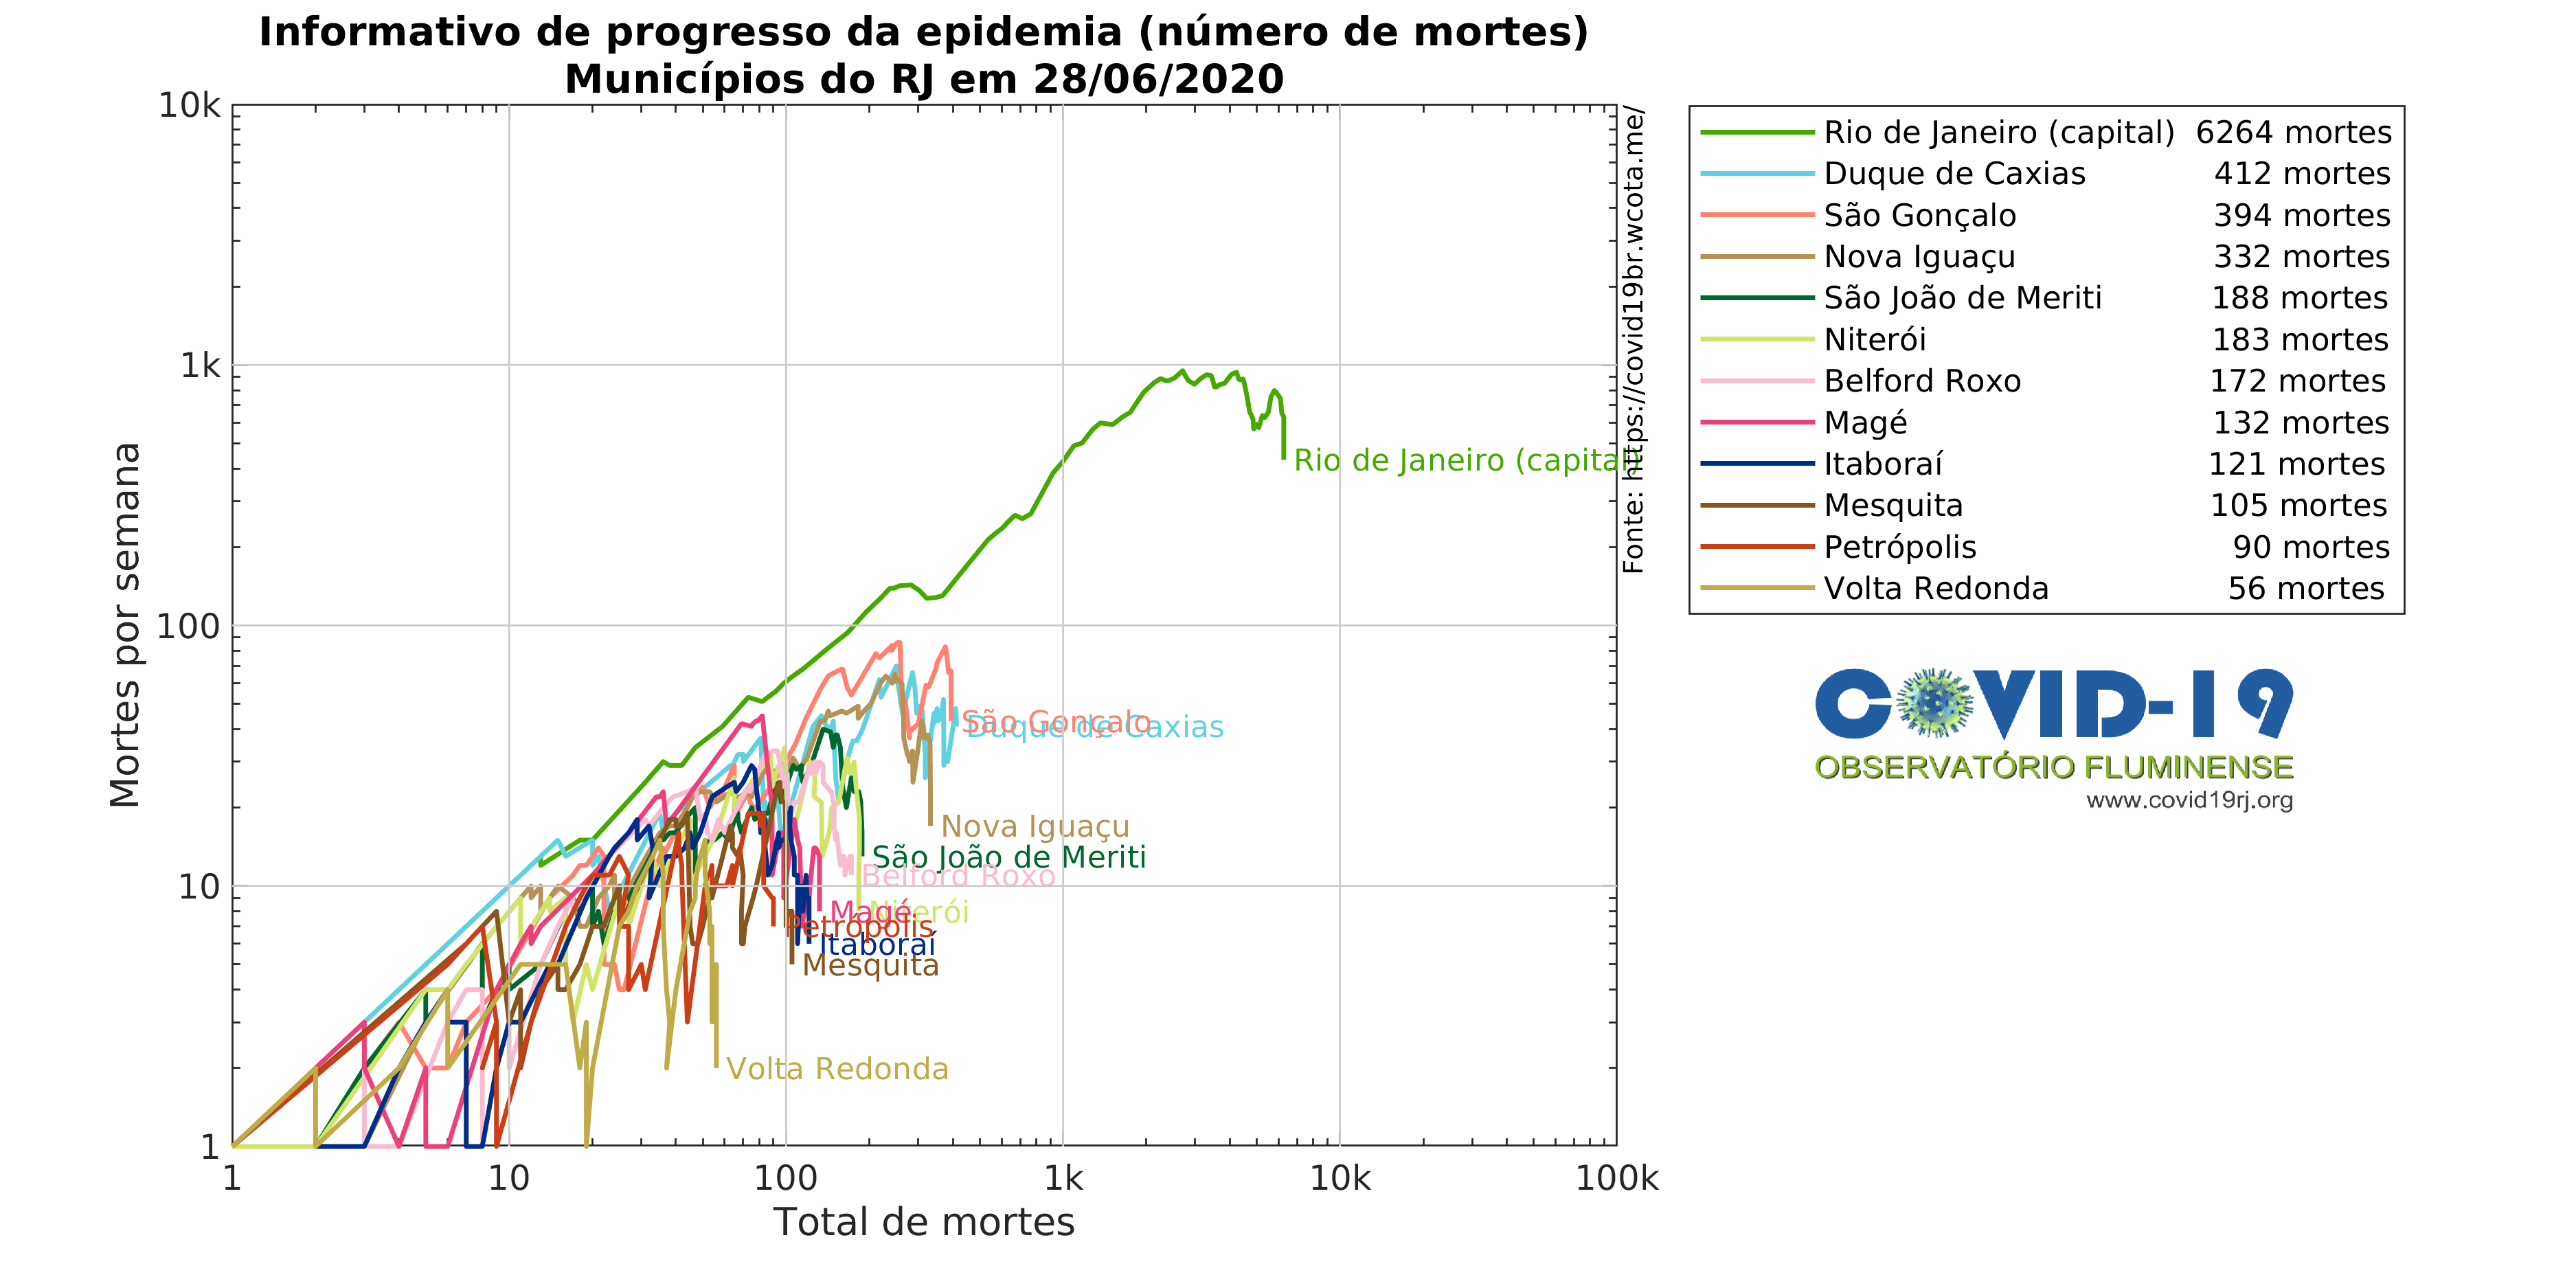 Informativo de progresso da epidemia (número de mortes)
Municípios do RJ em 28/06/2020
10k
1k
100
10
1
Mortes por semana
1
10
100
1k
10k
100k
Total de mortes
Rio de Janeiro (capital)
São Gonçalo
Duque de Caxias
Nova Iguaçu
São João de Meriti
Belford Roxo
Magé
Niterói
Petrópolis
Itaboraí
Mesquita
Volta Redonda
Fonte: https://covid19br.wcota.me/
Rio de Janeiro (capital) 6264 mortes
Duque de Caxias 412 mortes
São Gonçalo 394 mortes
Nova Iguaçu 332 mortes
São João de Meriti 188 mortes
Niterói 183 mortes
Belford Roxo 172 mortes
Magé 132 mortes
Itaboraí 121 mortes
Mesquita 105 mortes
Petrópolis 90 mortes
Volta Redonda 56 mortes
COVID-19
OBSERVATÓRIO FLUMINENSE
www.covid19rj.org